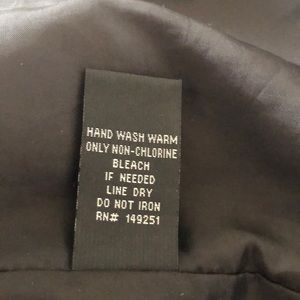 HAND WASH WARM
ONLY NON-CHLORINE
BLEACH
IF NEEDED
LINE DRY
DO NOT IRON
RN# 149251